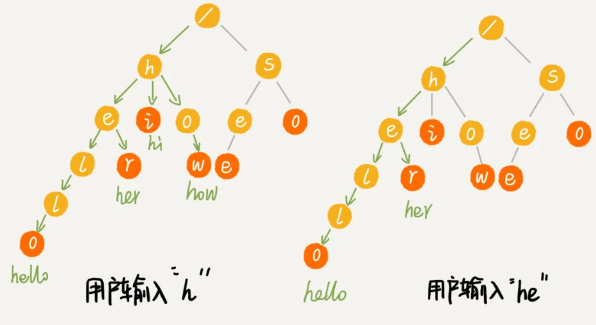 / /
h S h S
e i o e o e i o e o
hi
l r w e l r w e
her how her
l l
o o
hello hello
用户输入"h" 用户输入"he"